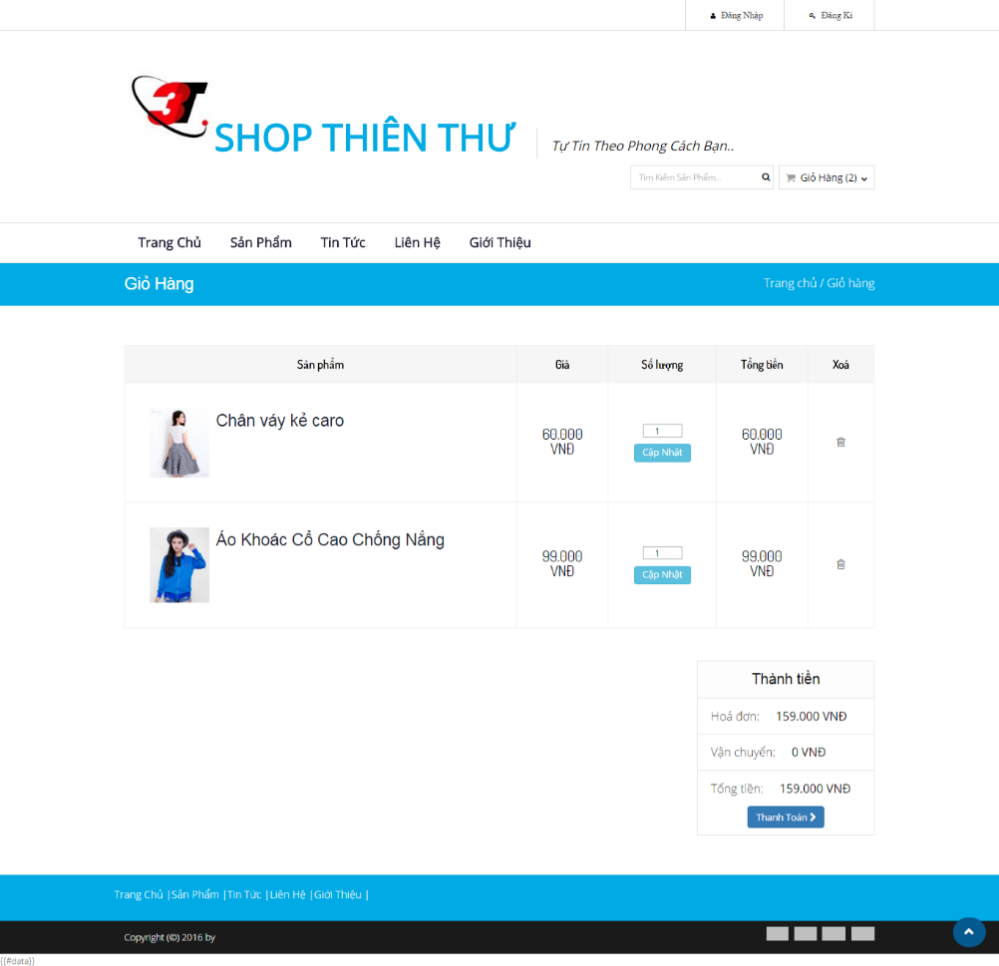 Đăng Nhập
Đăng Kí
3T.
SHOP THIÊN THƯ
Tự Tin Theo Phong Cách Bạn..
Tìm Kiếm Sản Phẩm...
Giỏ Hàng (2)
Trang Chủ Sản Phẩm Tin Tức Liên Hệ Giới Thiệu
Giỏ Hàng
Trang chủ / Giỏ hàng
Sản phẩm Giá Số lượng Tổng tiền Xoá
Chân váy kẻ caro
60.000 VNĐ
1
Cập Nhât
60.000 VNĐ
Áo Khoác Cổ Cao Chống Nắng
99.000 VNĐ
1
Cập Nhật
99.000 VNĐ
Thành tiền
Hoá đơn: 159.000 VNĐ
Vận chuyển: 0 VNĐ
Tổng tiền: 159.000 VNĐ
Thanh Toán
Trang Chủ |Sản Phẩm |Tin Tức |Liên Hệ |Giới Thiệu |
Copyright (©) 2016 by
{{#data}}